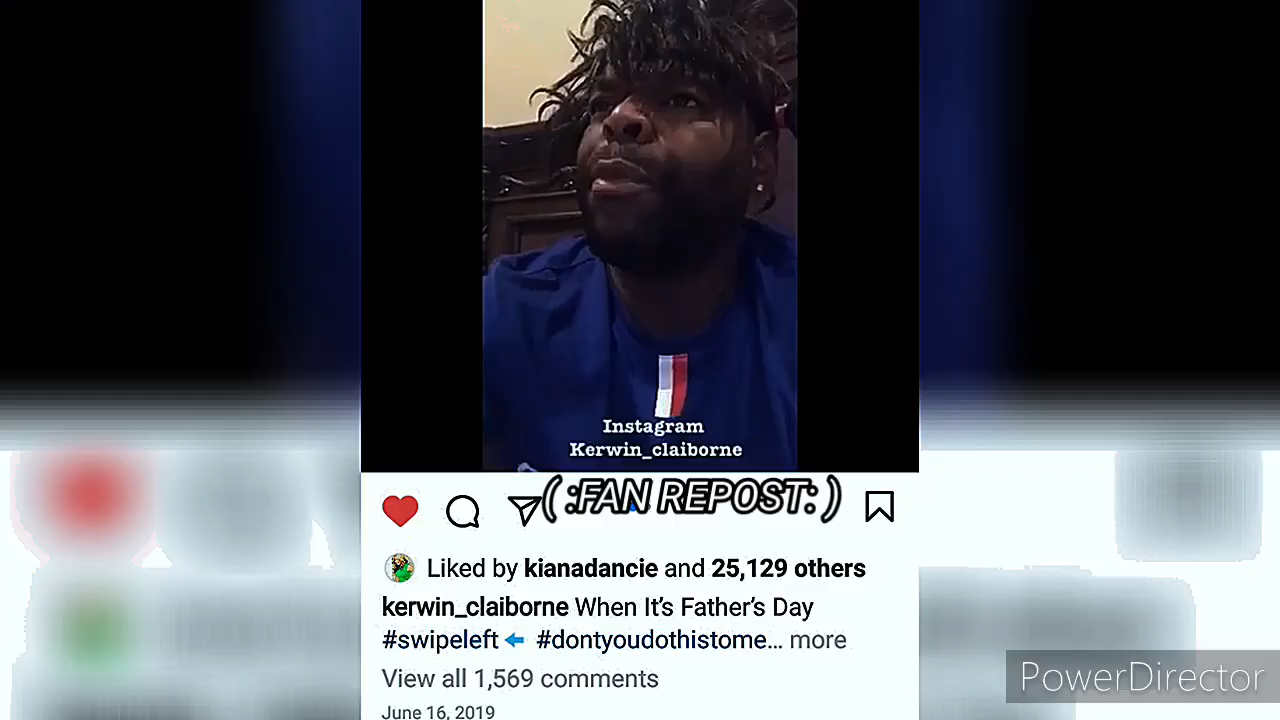 Instagram
Kerwin_claiborne
( :FAN REPOST: )
Liked by kianadancie and 25,129 others
kerwin_claiborne When It's Father's Day
#swipeleft #dontyoudothistome... more
View all 1,569 comments
June 16, 2019
PowerDirector